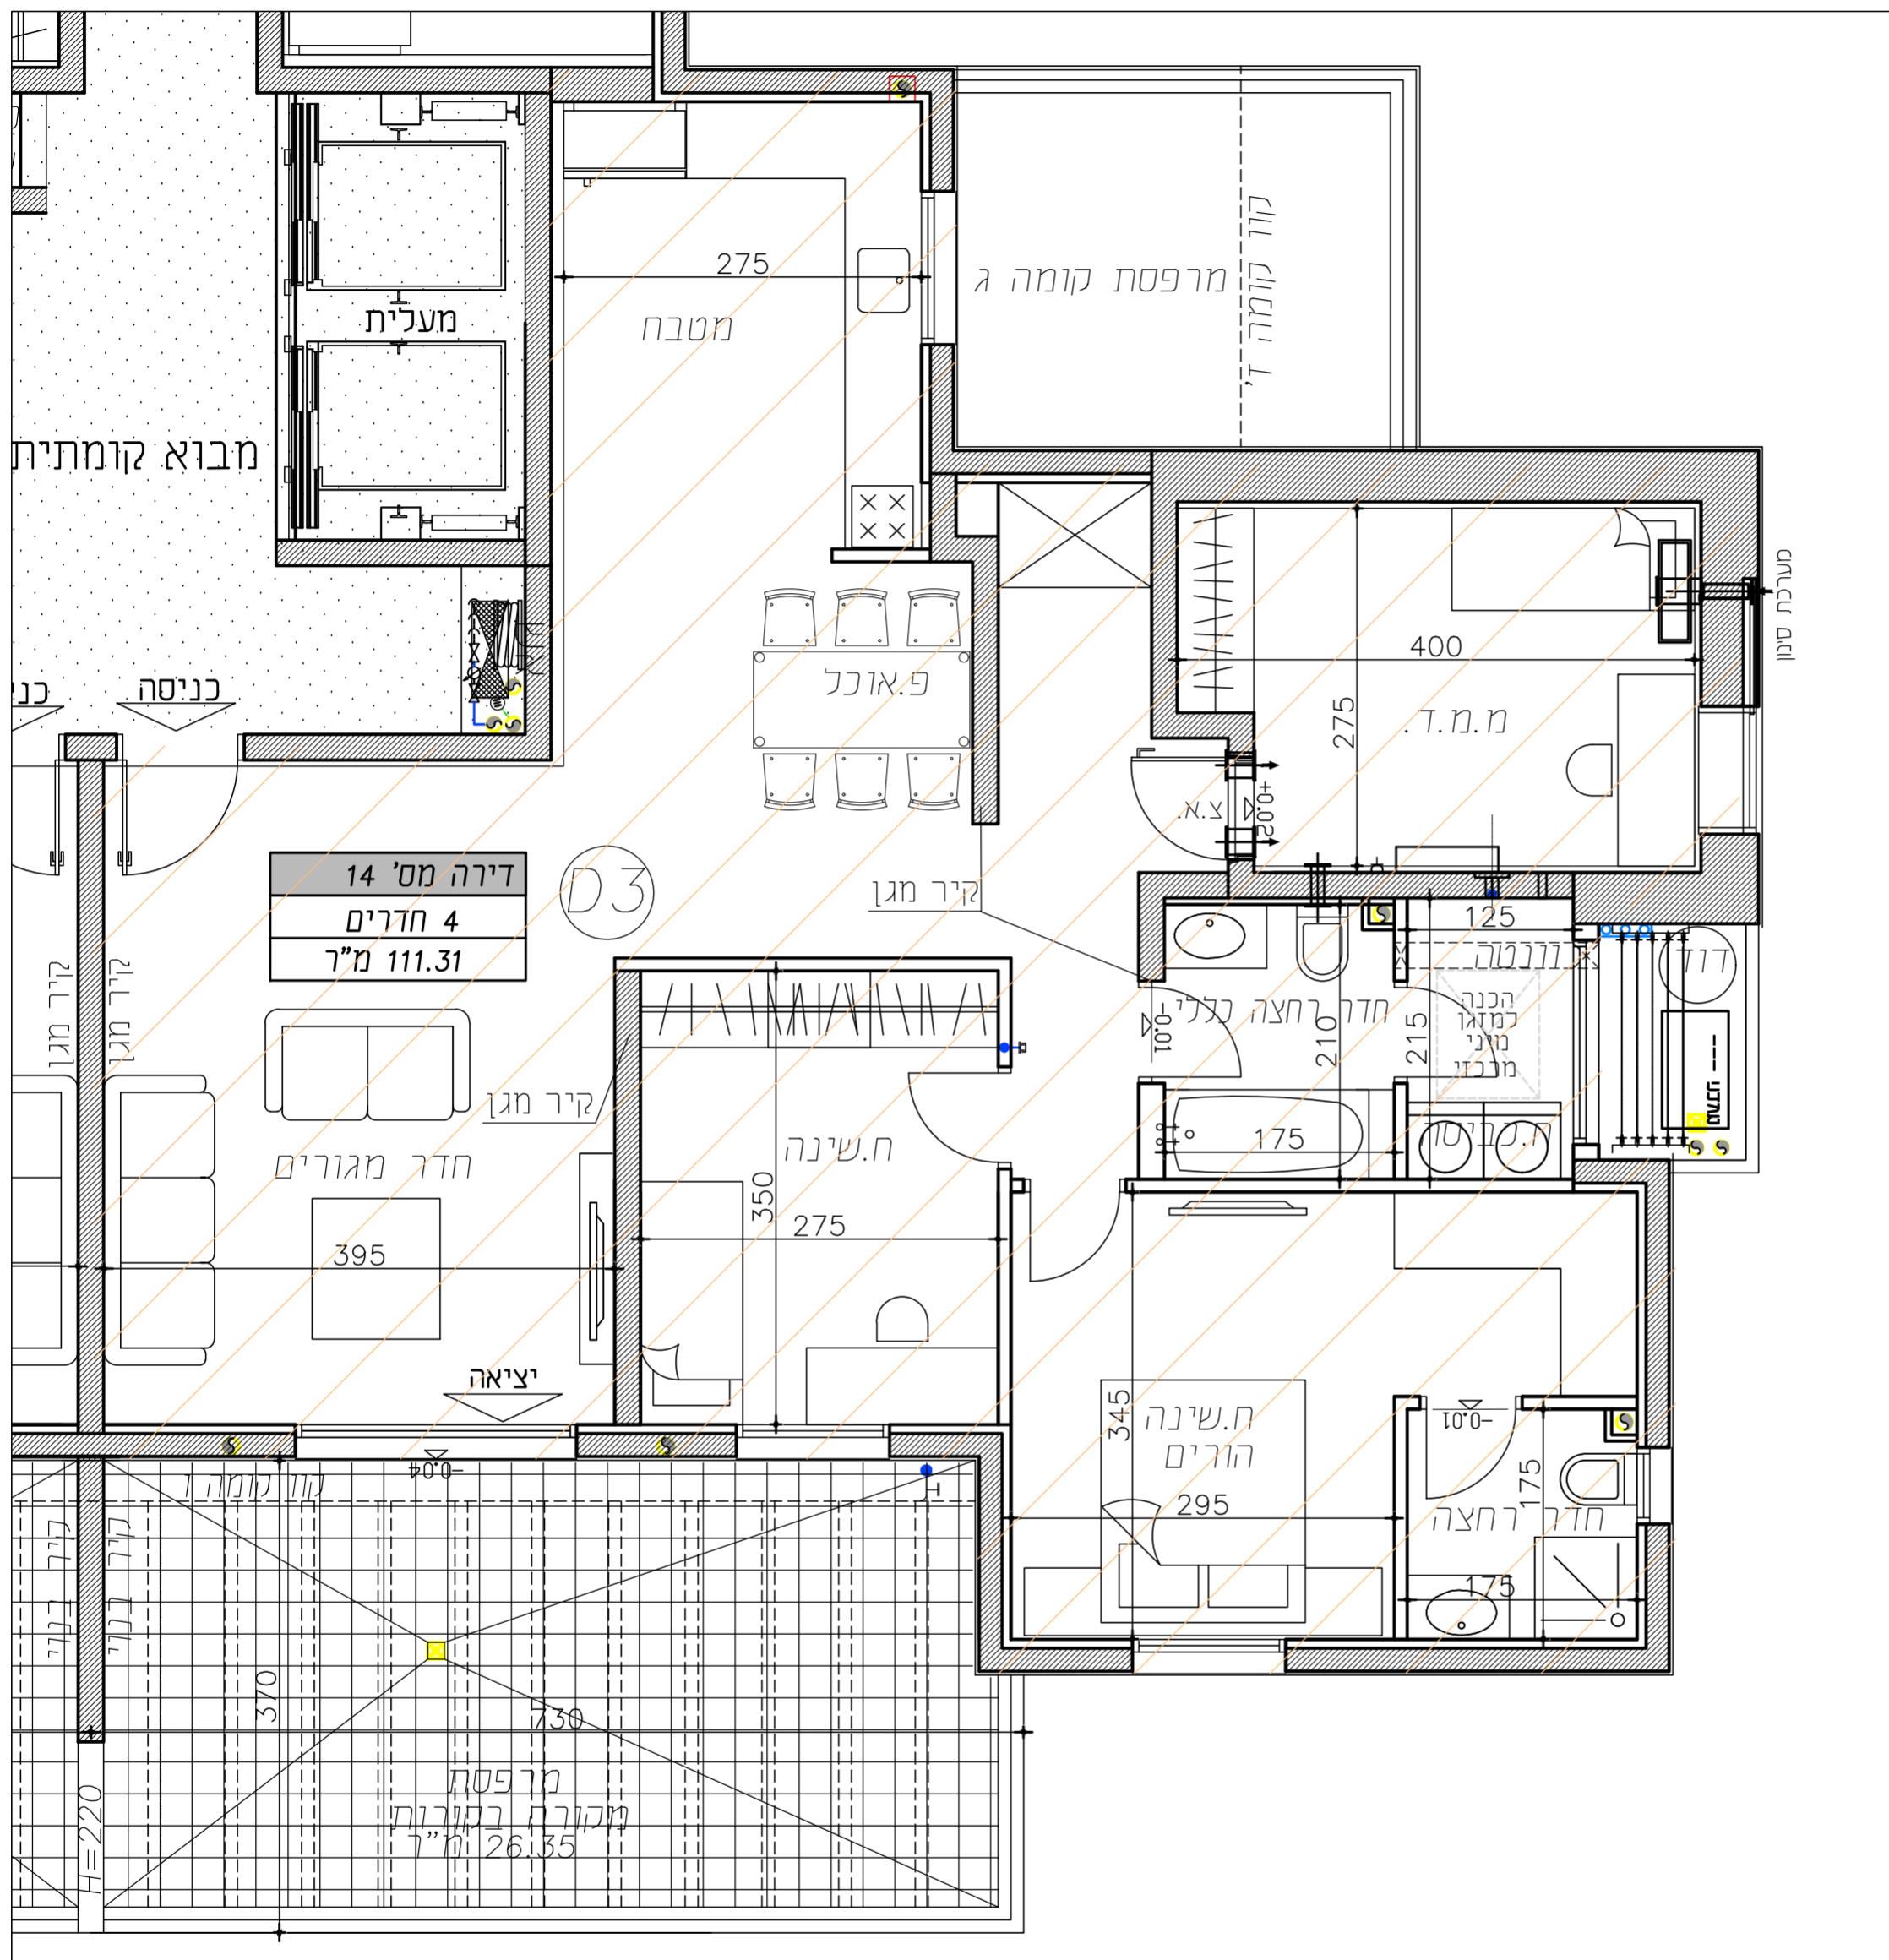 275
מטבח
מרפסת קומה ג
קוו קומה ד'
מעלית
מבוא קומתית
כניסה
פ.אוכל
400
275
מ.מ.ד.
מערכת סינון
צ.א.
+0.02
דירה מס' 14
4 חדרים
111.31 מ"ר
D3
קיר מגן
קיר מגן
קיר מגן
125
וונטה
דוד
הכנה
למזגן
מיני
מרכזי
חדר רחצה כללי
-0.01
210
215
175
ח.כביסה
קיר מגן
חדר מגורים
395
ח.שינה
350
275
יציאה
-0.04
ח.שינה
הורים
345
295
-0.01
175
חדר רחצה
175
קוו קומה ו
קיר בנוי
קיר בנוי
370
730
מרפסת
מקורה בקורות
26.35 מ"ר
H=220